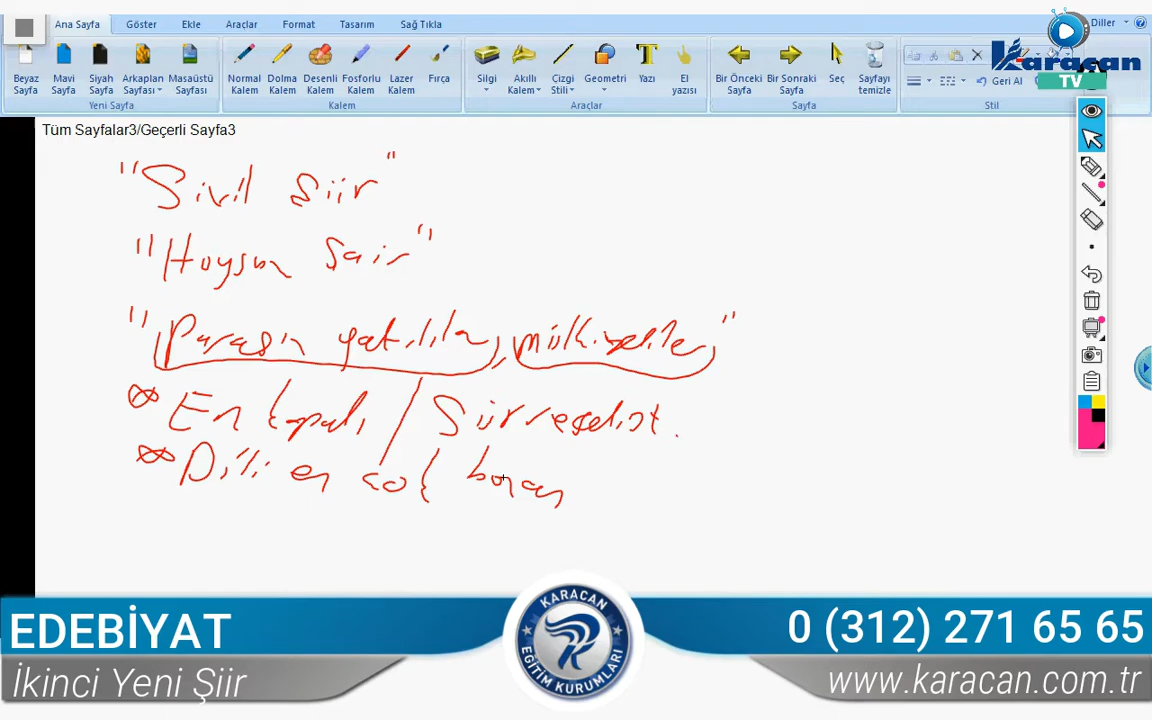 Ana Sayfa Göster Ekle Araçlar Format Tasarım Sağ Tıkla Diller
Beyaz Sayfa Mavi Sayfa Siyah Sayfa Arkaplan Sayfası Masaüstü Sayfası Normal Kalem Dolma Kalem Desenli Kalem Fosforlu Kalem Lazer Kalem Fırça Silgi Akıllı Kalem Çizgi Stili Geometri Yazı El yazısı Bir Önceki Sayfa Bir Sonraki Sayfa Seç Sayfayı temizle Geri Al
Yeni Sayfa Kalem Araçlar Sayfa Stil
Karacan
TV
Tüm Sayfalar3/Geçerli Sayfa3
"Sivil Şiir"
"Huysuz Şair"
"Parasız yatılılar, mülkiyeliler"
En kapalı / Sürrealist.
Dili en çok bozan
EDEBİYAT
İkinci Yeni Şiir
KARACAN
EĞİTİM KURUMLARI
0 (312) 271 65 65
www.karacan.com.tr